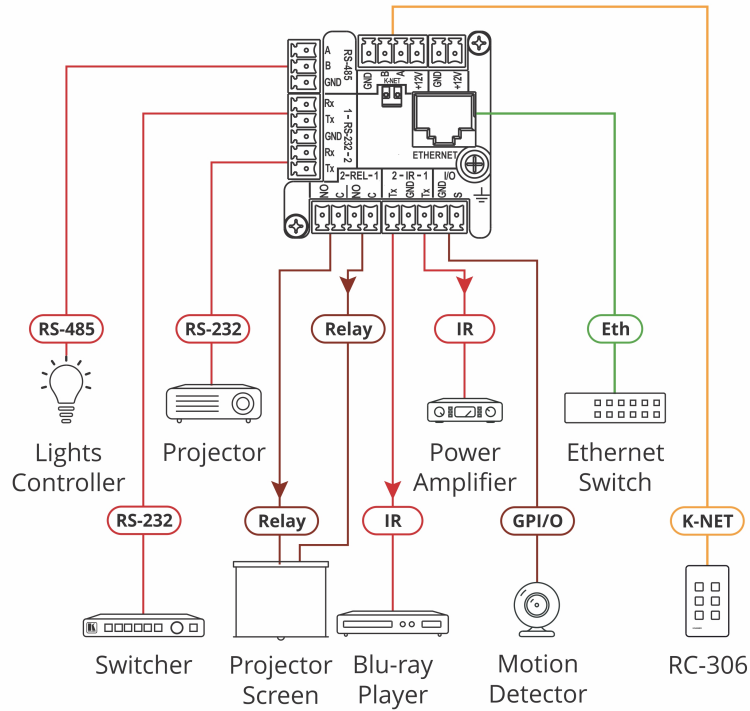 A
B
GND
RS-485
GND
B
A
+12V
GND
+12V
K-NET
Rx
Tx
GND
Rx
Tx
1 - RS-232 - 2
ETHERNET
2-REL-1
2 - IR - 1
I/O
NO
C
NO
C
Tx
GND
Tx
GND
S
RS-485
RS-232
Relay
IR
Eth
Lights
Controller
Projector
Power
Amplifier
Ethernet
Switch
RS-232
Relay
IR
GPI/O
K-NET
Switcher
Projector
Screen
Blu-ray
Player
Motion
Detector
RC-306